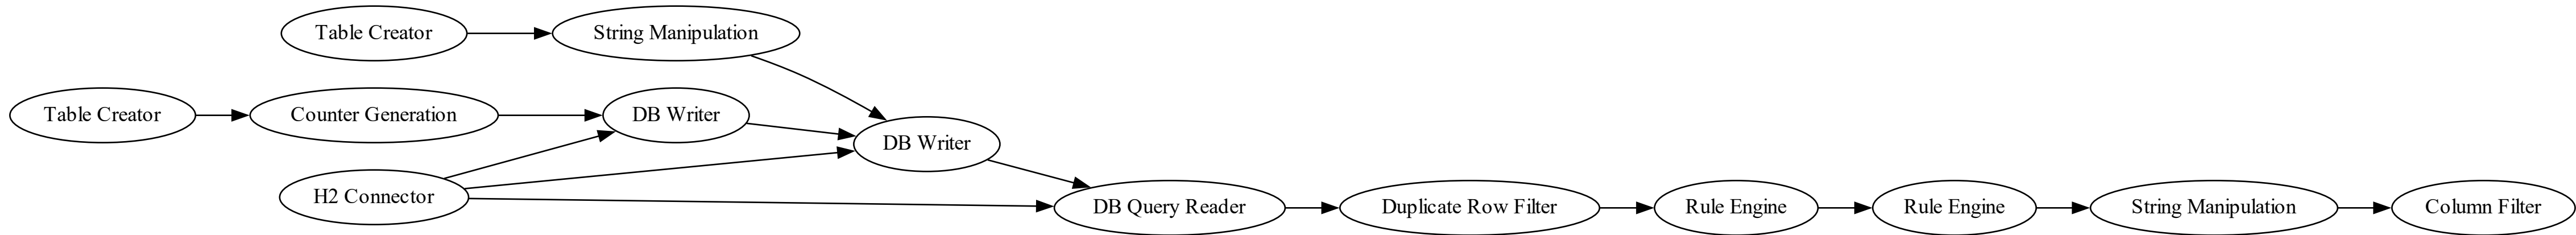 Table Creator
String Manipulation
Table Creator
Counter Generation
DB Writer
DB Writer
H2 Connector
DB Query Reader
Duplicate Row Filter
Rule Engine
Rule Engine
String Manipulation
Column Filter